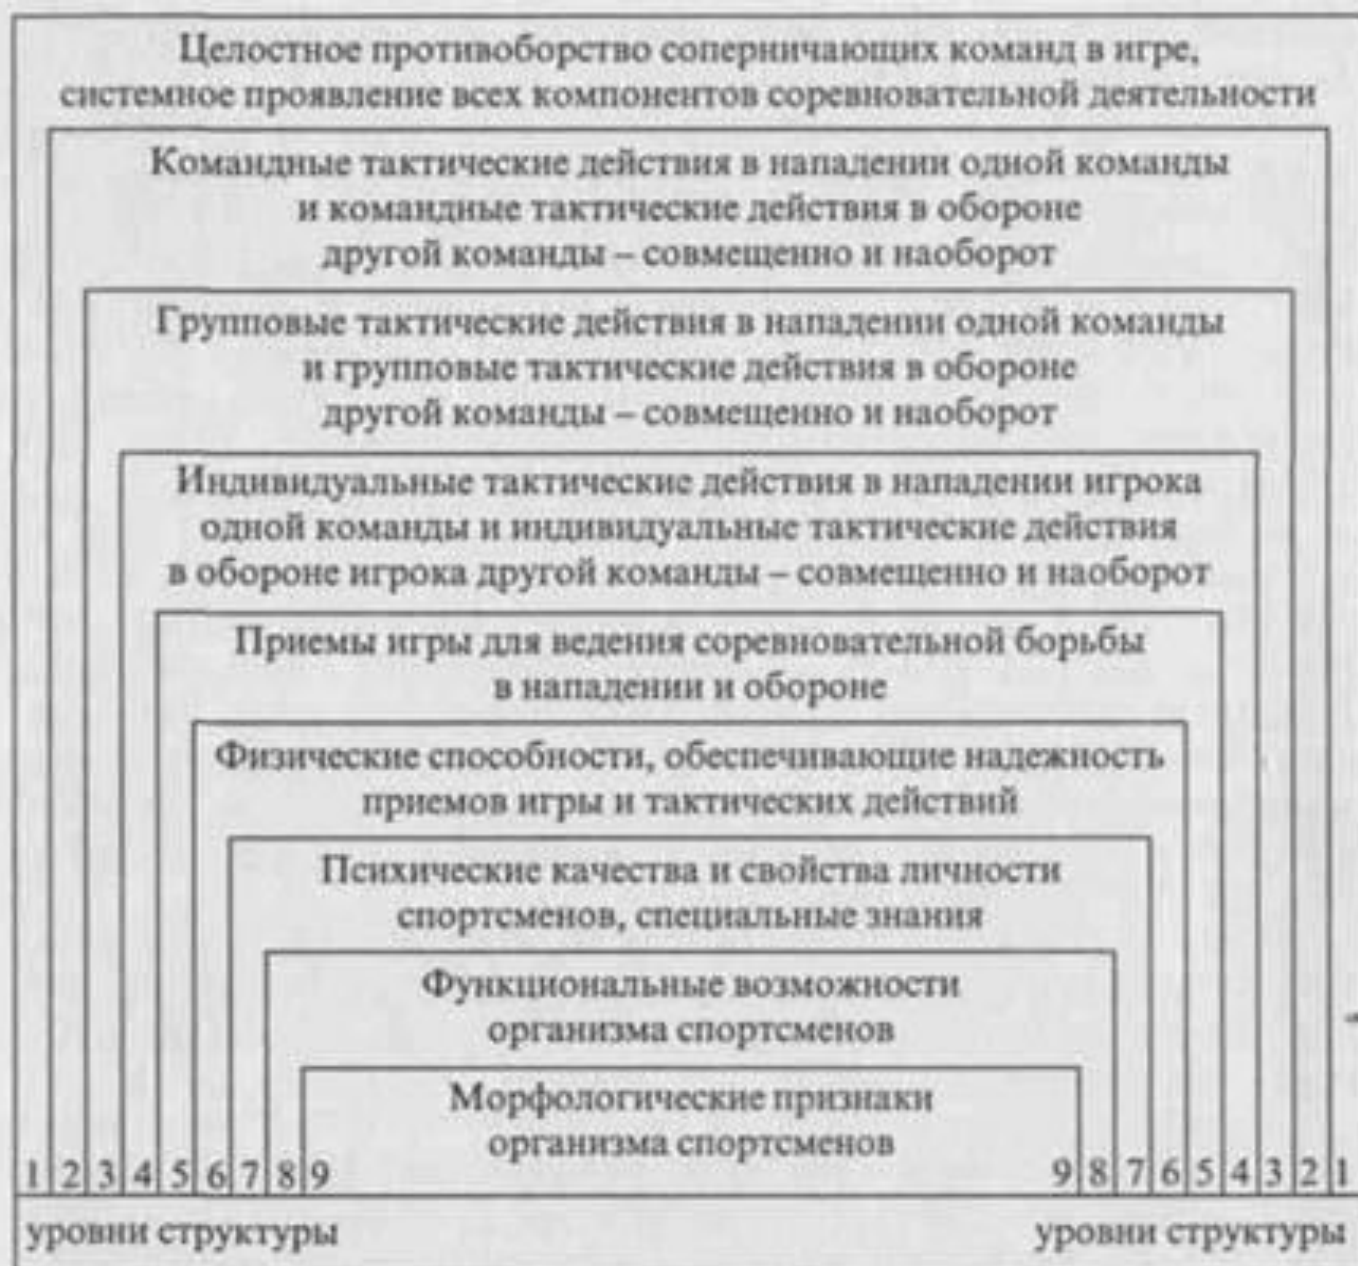 Целостное противоборство соперничающих команд в игре,
системное проявление всех компонентов соревновательной деятельности
Командные тактические действия в нападении одной команды
и командные тактические действия в обороне
другой команды – совмещенно и наоборот
Групповые тактические действия в нападении одной команды
и групповые тактические действия в обороне
другой команды – совмещенно и наоборот
Индивидуальные тактические действия в нападении игрока
одной команды и индивидуальные тактические действия
в обороне игрока другой команды – совмещенно и наоборот
Приемы игры для ведения соревновательной борьбы
в нападении и обороне
Физические способности, обеспечивающие надежность
приемов игры и тактических действий
Психические качества и свойства личности
спортсменов, специальные знания
Функциональные возможности
организма спортсменов
Морфологические признаки
организма спортсменов
1 2 3 4 5 6 7 8 9 9 8 7 6 5 4 3 2 1
уровни структуры уровни структуры